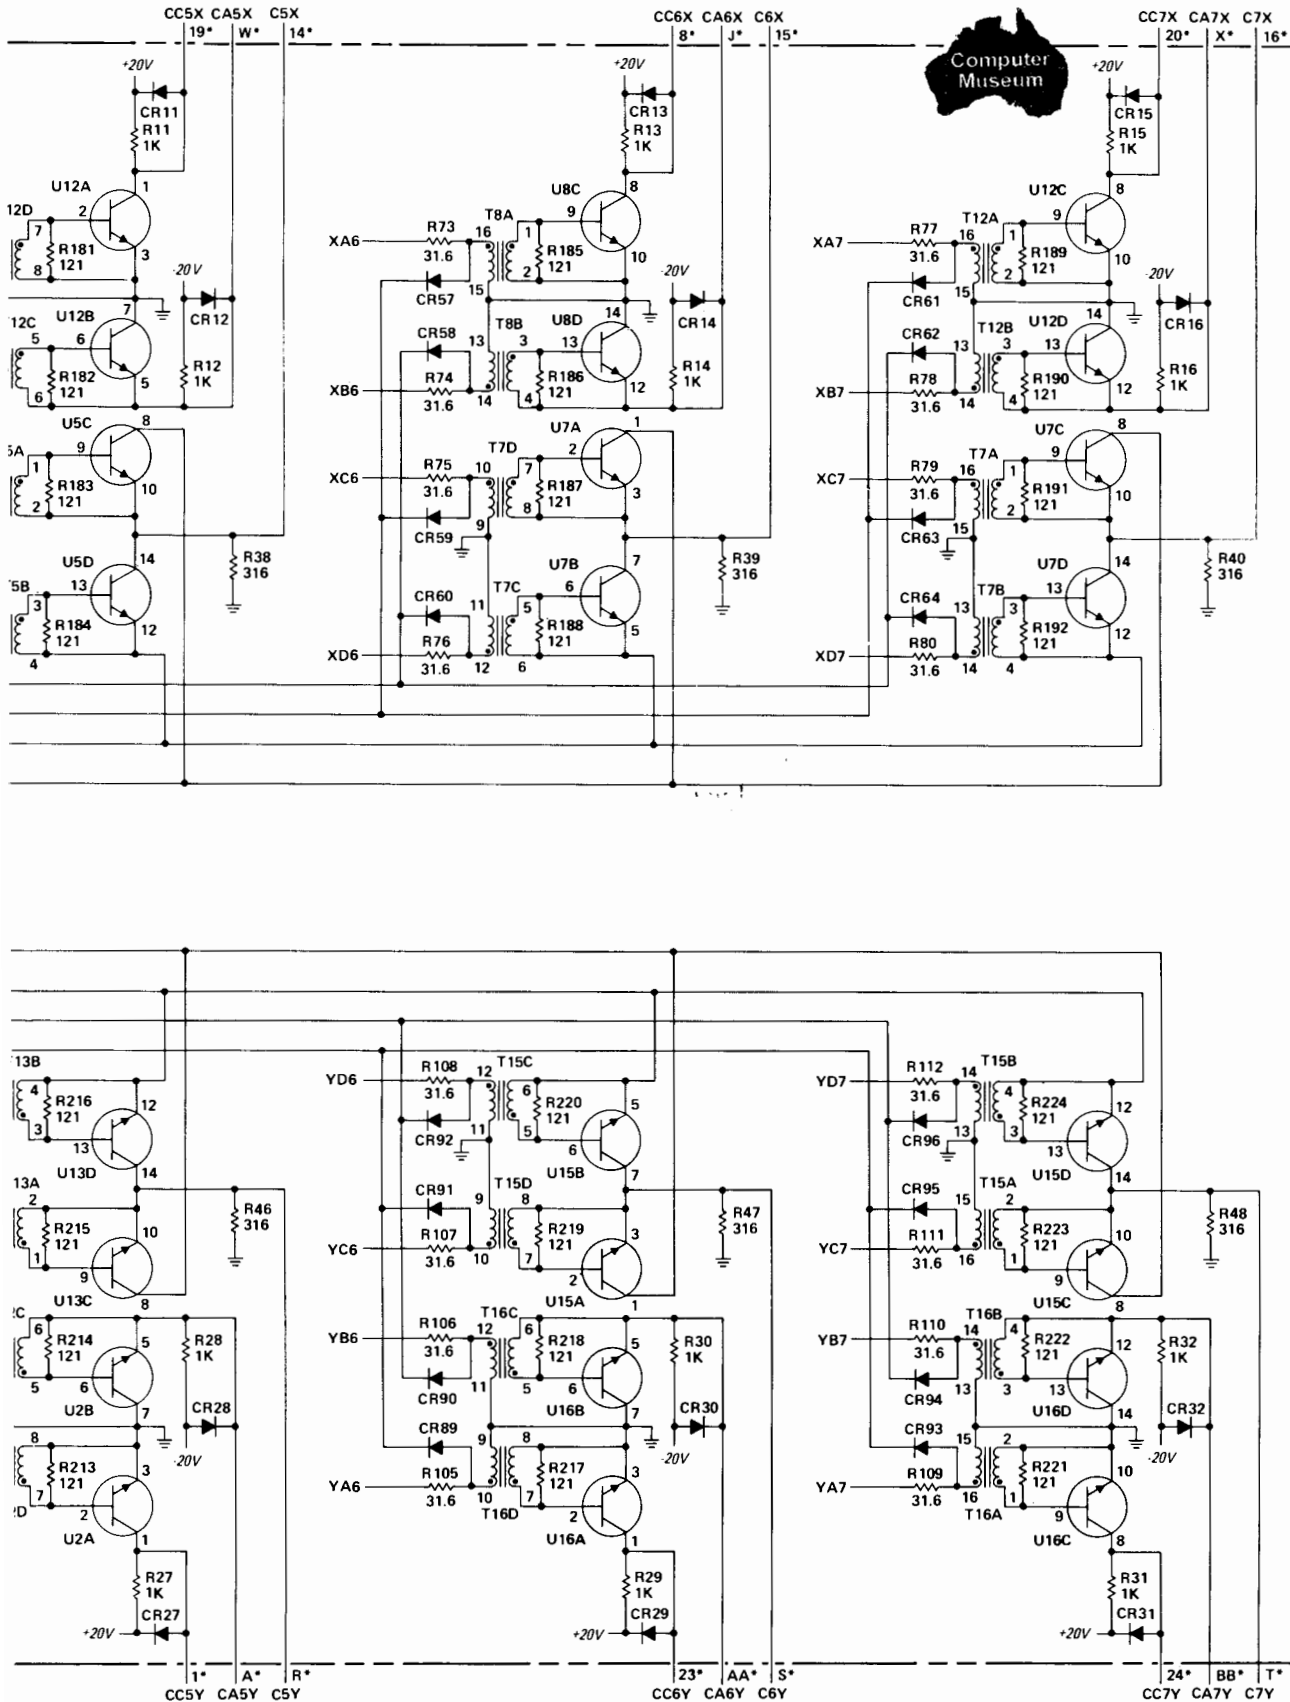 CC5X CA5X C5X
19* W* 14*
CC6X CA6X C6X
8* J* 15*
CC7X CA7X C7X
20* X* 16*
Computer
Museum
+20V
CR11
R11
1K
U12A
1
2
3
12D
7
8
R181
121
-20V
CR12
R12
1K
7
U12B
12C
5
6
6
5
R182
121
U5C
8
9
10
5A
1
2
R183
121
R38
316
U5D
14
13
12
5B
3
4
R184
121
+20V
CR13
R13
1K
U8C
8
9
10
XA6
R73
31.6
T8A
16
1
15
2
R185
121
CR57
-20V
CR14
R14
1K
14
U8D
13
12
CR58
T8B
13
3
14
4
R186
121
XB6
R74
31.6
U7A
1
2
3
XC6
R75
31.6
T7D
10
7
9
8
R187
121
CR59
R39
316
U7B
7
6
5
CR60
T7C
11
5
12
6
R188
121
XD6
R76
31.6
+20V
CR15
R15
1K
U12C
8
9
10
XA7
R77
31.6
T12A
16
1
15
2
R189
121
CR61
-20V
CR16
R16
1K
14
U12D
13
12
CR62
T12B
13
3
14
4
R190
121
XB7
R78
31.6
U7C
8
9
10
XC7
R79
31.6
T7A
16
1
15
2
R191
121
CR63
R40
316
U7D
14
13
12
CR64
T7B
13
3
14
4
R192
121
XD7
R80
31.6
13B
4
3
R216
121
12
13
U13D
14
13A
2
1
R215
121
10
9
U13C
8
R46
316
2C
6
5
R214
121
5
6
U2B
7
R28
1K
CR28
-20V
8
7
2D
R213
121
3
2
U2A
1
R27
1K
CR27
+20V
YD6
R108
31.6
T15C
12
6
11
5
R220
121
5
6
U15B
7
CR92
CR91
T15D
9
8
10
7
R219
121
3
2
U15A
1
R47
316
YC6
R107
31.6
YB6
R106
31.6
T16C
12
6
11
5
R218
121
5
6
U16B
7
R30
1K
CR30
-20V
CR90
CR89
9
8
10
7
T16D
R217
121
3
2
U16A
1
YA6
R105
31.6
R29
1K
CR29
+20V
YD7
R112
31.6
T15B
14
4
13
3
R224
121
12
13
U15D
14
CR96
CR95
T15A
15
2
16
1
R223
121
10
9
U15C
8
R48
316
YC7
R111
31.6
YB7
R110
31.6
T16B
14
4
13
3
R222
121
12
13
U16D
14
R32
1K
CR32
-20V
CR94
CR93
15
2
16
1
T16A
R221
121
10
9
U16C
8
YA7
R109
31.6
R31
1K
CR31
+20V
1* A* R*
CC5Y CA5Y C5Y
23* AA* S*
CC6Y CA6Y C6Y
24* BB* T*
CC7Y CA7Y C7Y